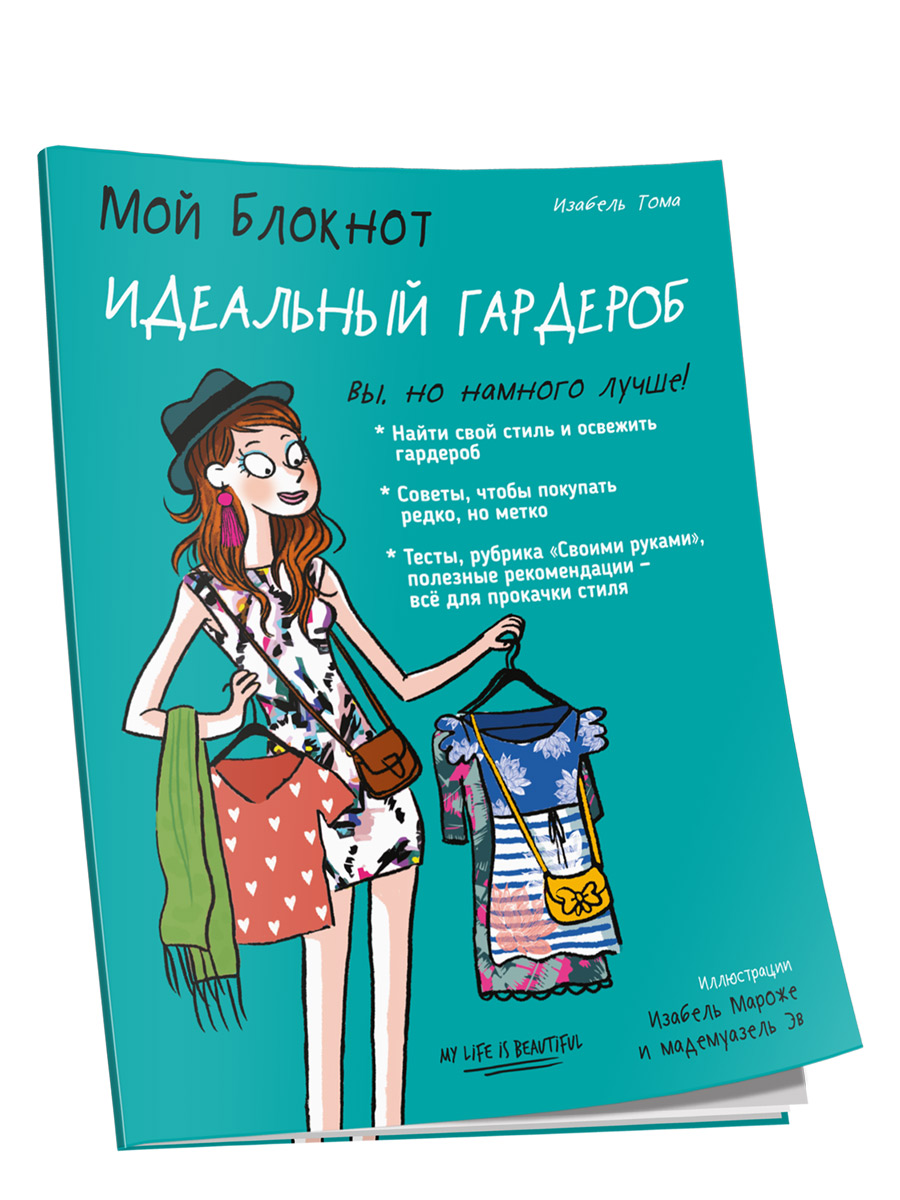 Мой Блокнот
Изабель Тома
ИДЕАЛЬНЫЙ ГАРДЕРОБ
вы, но намного лучше!
* Найти свой стиль и освежить
гардероб
* Советы, чтобы покупать
редко, но метко
* Тесты, рубрика «Своими руками»,
полезные рекомендации –
всё для прокачки стиля
Иллюстрации
Изабель Мароже
и мадемуазель Эв
MY LIFE IS BEAUTIFUL